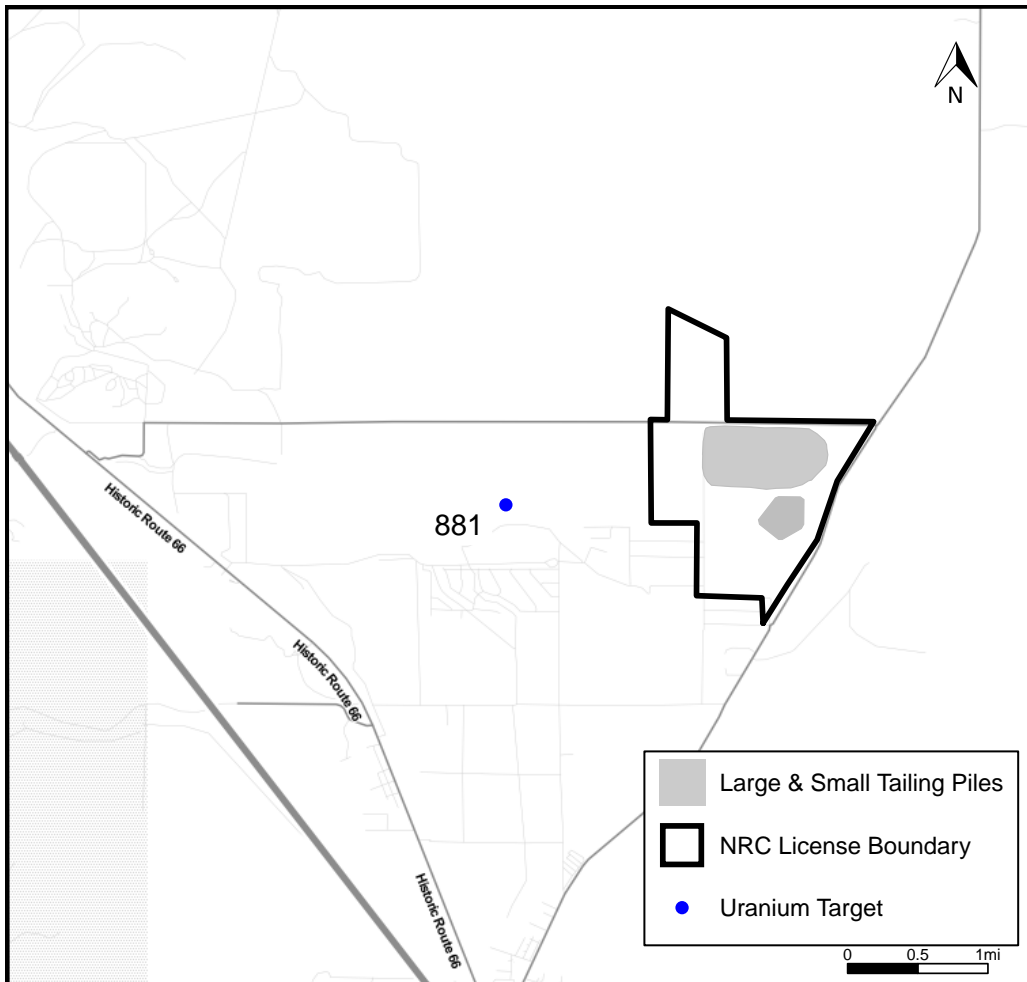 N
Historic Route 66
881
Historic Route 66
Large & Small Tailing Piles
NRC License Boundary
Historic Route 66
Uranium Target
0 0.5 1mi